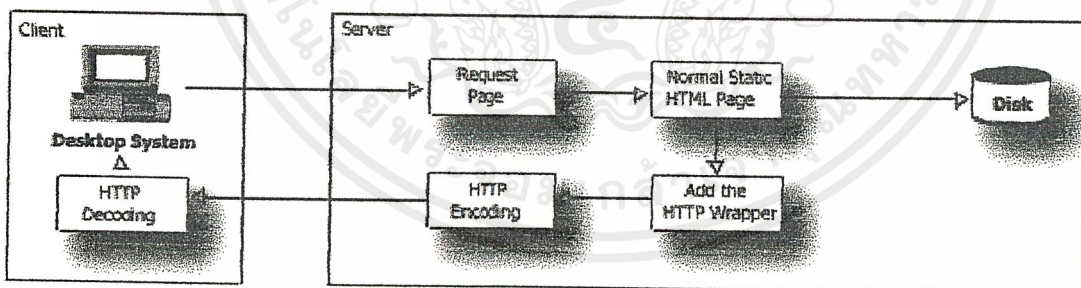 Client
Server
Desktop System
Request
Page
Normal Static
HTML Page
Disk
HTTP
Decoding
HTTP
Encoding
Add the
HTTP Wrapper